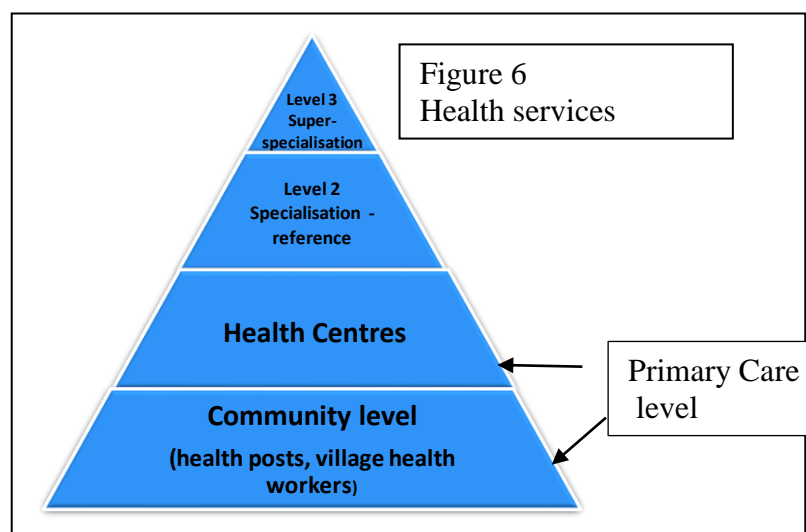 Figure 6
Health services
Level 3
Super-
specialisation
Level 2
Specialisation -
reference
Health Centres
Primary Care
level
Community level
(health posts, village health
workers)